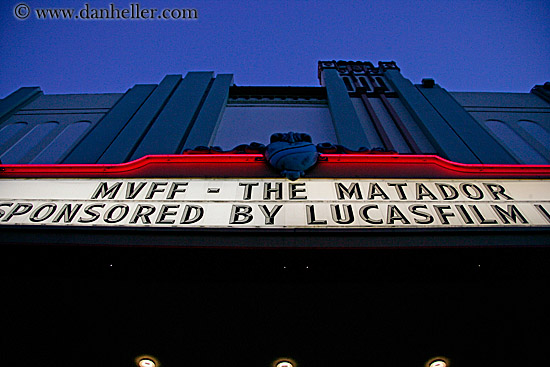 © www.danheller.com
MVFF - THE MATADOR
SPONSORED BY LUCASFILM